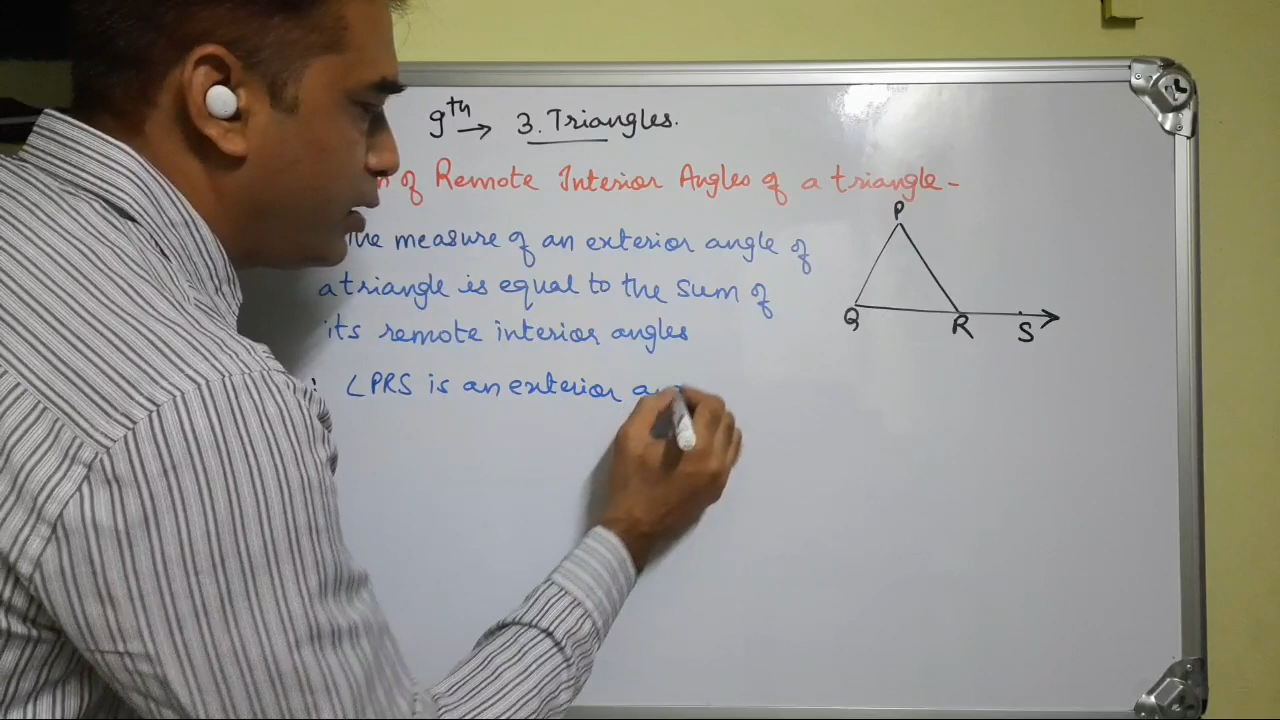 9th → 3. Triangles.
of Remote Interior Angles of a triangle -
The measure of an exterior angle of
a triangle is equal to the sum of
its remote interior angles
∠PRS is an exterior
P
Q
R
S